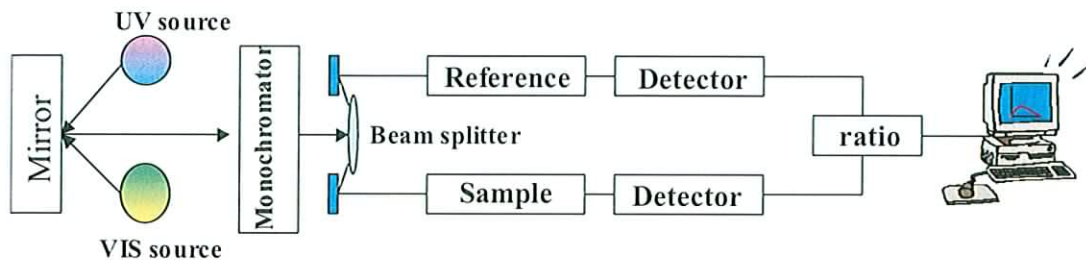 UV source
Mirror
VIS source
Monochromator
Beam splitter
Reference
Detector
Sample
Detector
ratio